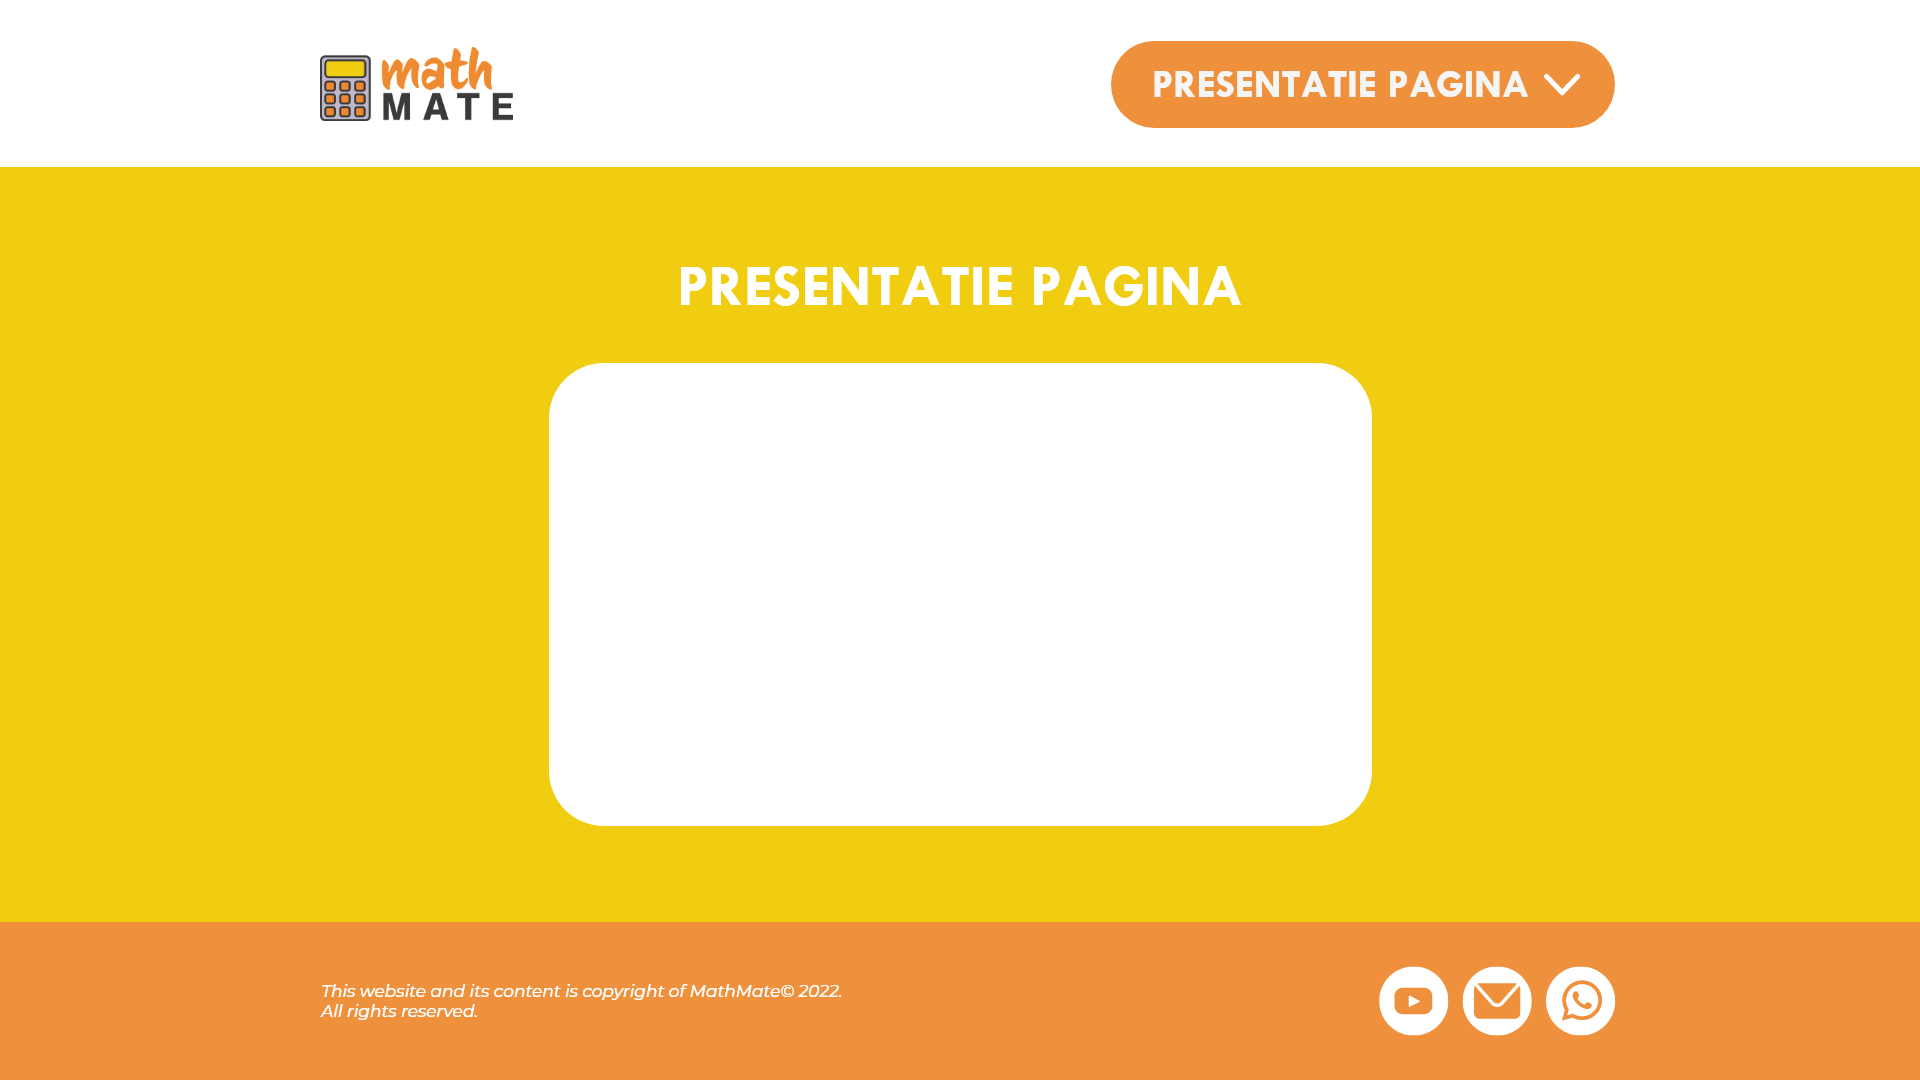 math
MATE
PRESENTATIE PAGINA
PRESENTATIE PAGINA
This website and its content is copyright of MathMate© 2022.
All rights reserved.